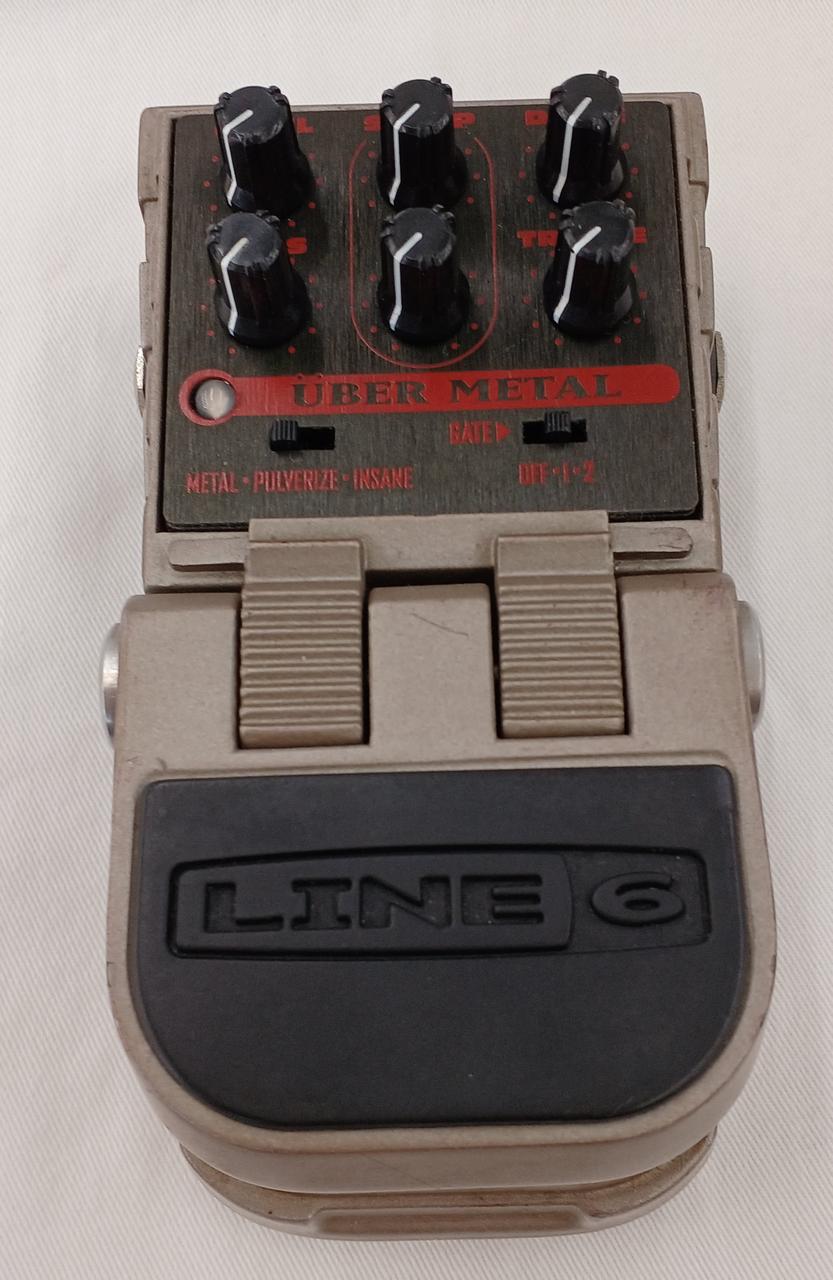 ÜBER METAL
GATE
METAL · PULVERIZE · INSANE
OFF · 1 · 2
LINE 6